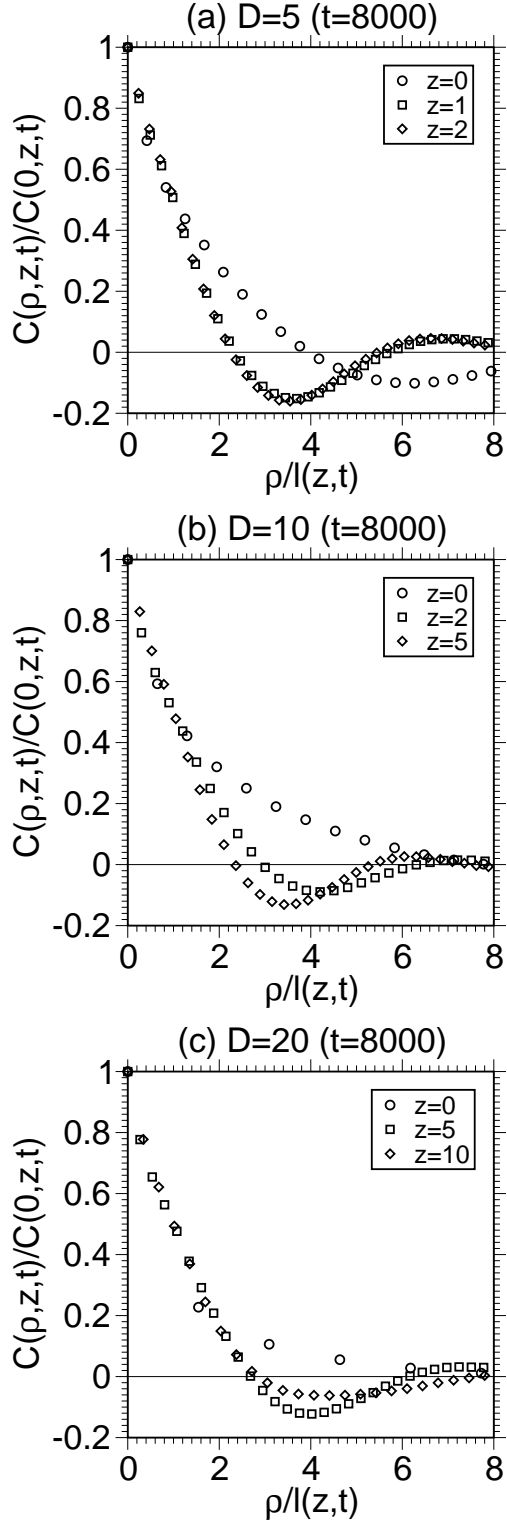 (a) D=5 (t=8000)
1
0.8
0.6
0.4
0.2
0
-0.2
C(ρ,z,t)/C(0,z,t)
z=0
z=1
z=2
0 2 4 6 8
ρ/l(z,t)
(b) D=10 (t=8000)
1
0.8
0.6
0.4
0.2
0
-0.2
C(ρ,z,t)/C(0,z,t)
z=0
z=2
z=5
0 2 4 6 8
ρ/l(z,t)
(c) D=20 (t=8000)
1
0.8
0.6
0.4
0.2
0
-0.2
C(ρ,z,t)/C(0,z,t)
z=0
z=5
z=10
0 2 4 6 8
ρ/l(z,t)